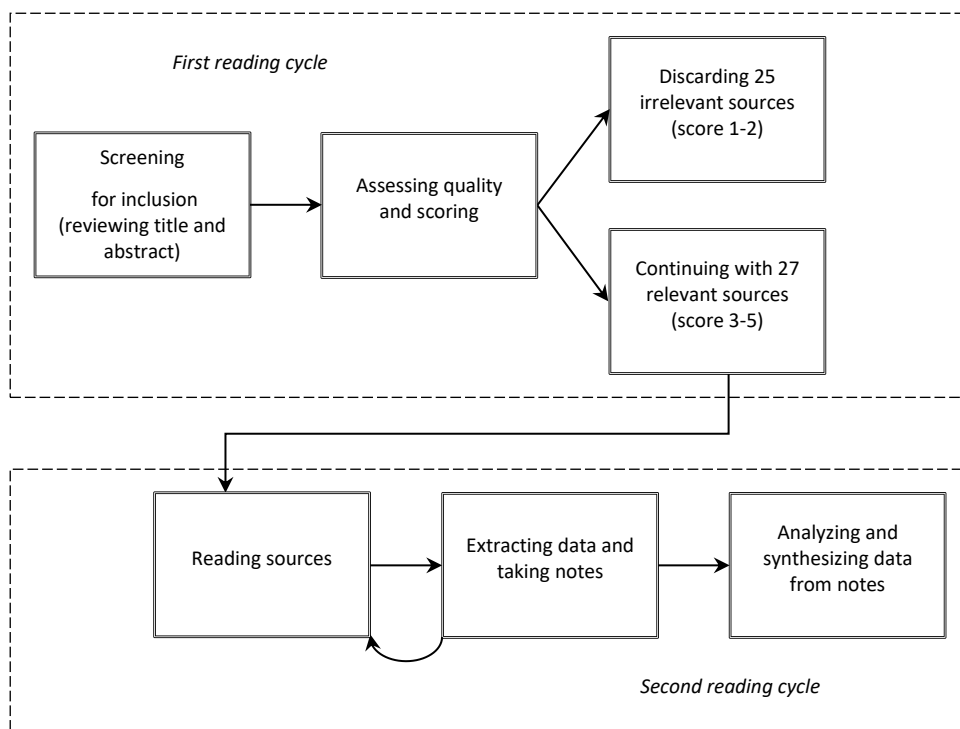 First reading cycle
Screening
for inclusion
(reviewing title and
abstract)
Assessing quality
and scoring
Discarding 25
irrelevant sources
(score 1-2)
Continuing with 27
relevant sources
(score 3-5)
Reading sources
Extracting data and
taking notes
Analyzing and
synthesizing data
from notes
Second reading cycle